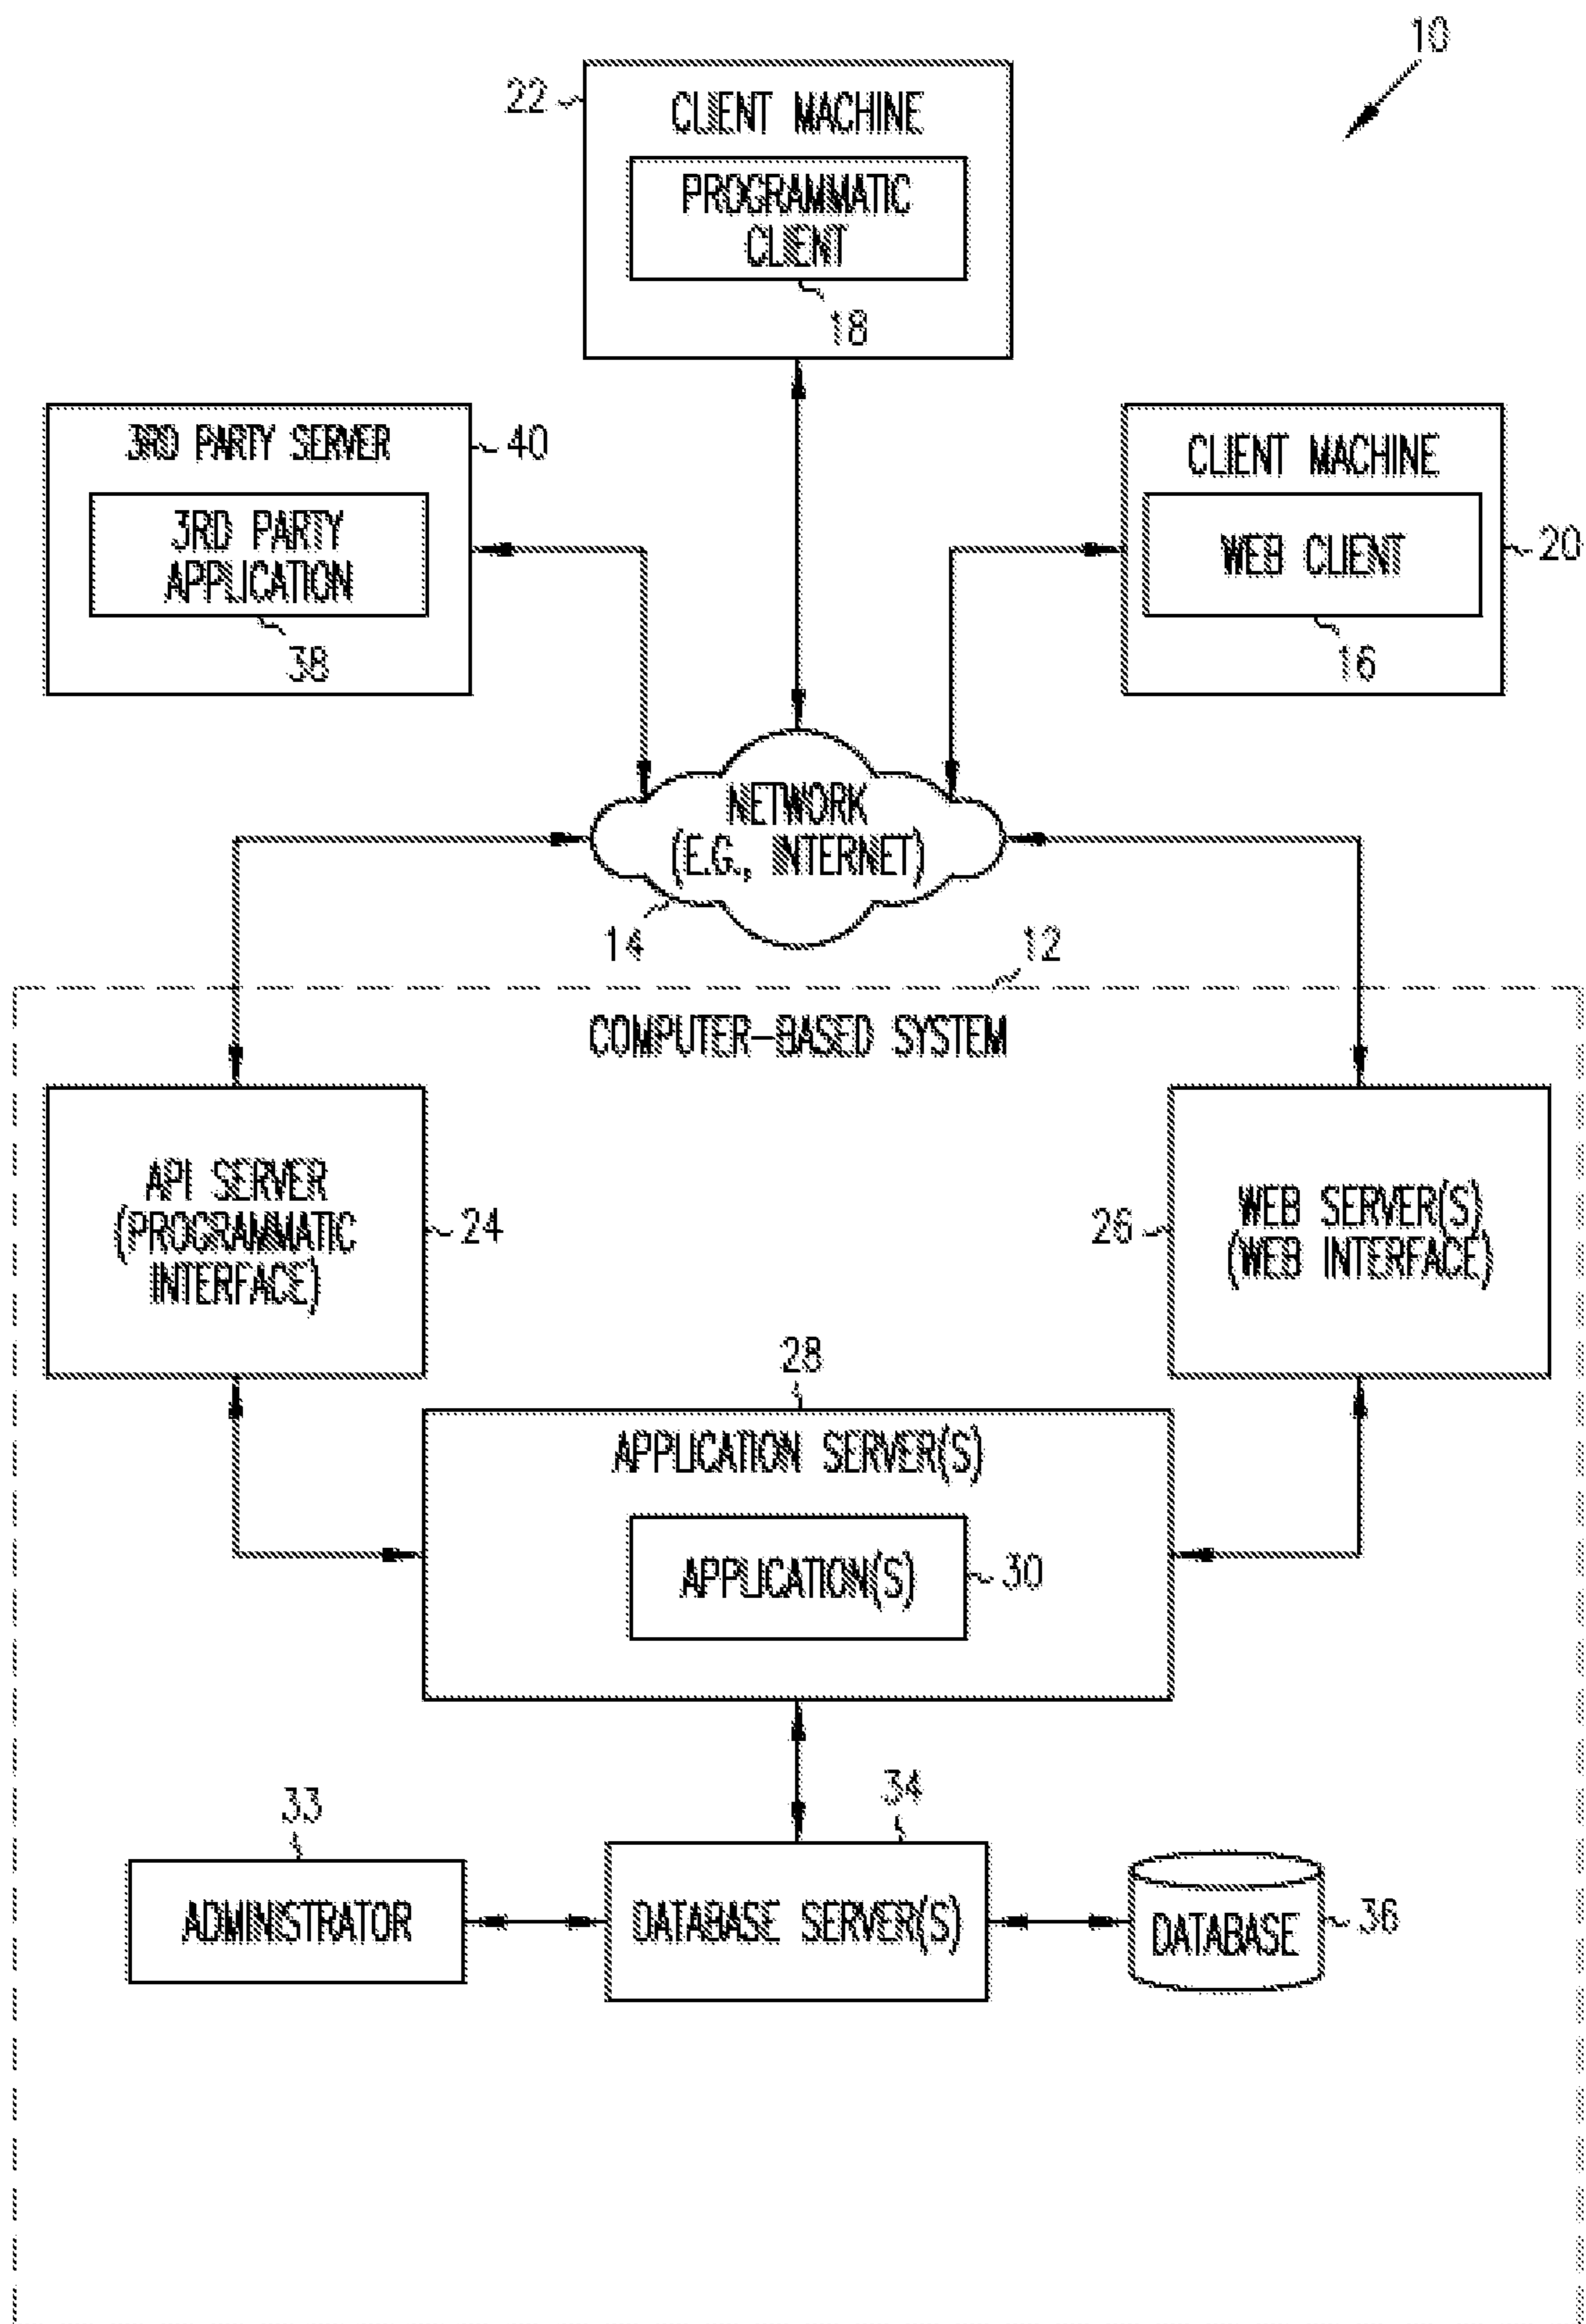 10
22
CLIENT MACHINE
PROGRAMMATIC
CLIENT
18
3RD PARTY SERVER
40
3RD PARTY
APPLICATION
38
CLIENT MACHINE
WEB CLIENT
20
16
NETWORK
(E.G., INTERNET)
14
12
COMPUTER-BASED SYSTEM
API SERVER
(PROGRAMMATIC
INTERFACE)
24
26
WEB SERVER(S)
(WEB INTERFACE)
28
APPLICATION SERVER(S)
APPLICATION(S)
30
33
ADMINISTRATOR
34
DATABASE SERVER(S)
DATABASE
36